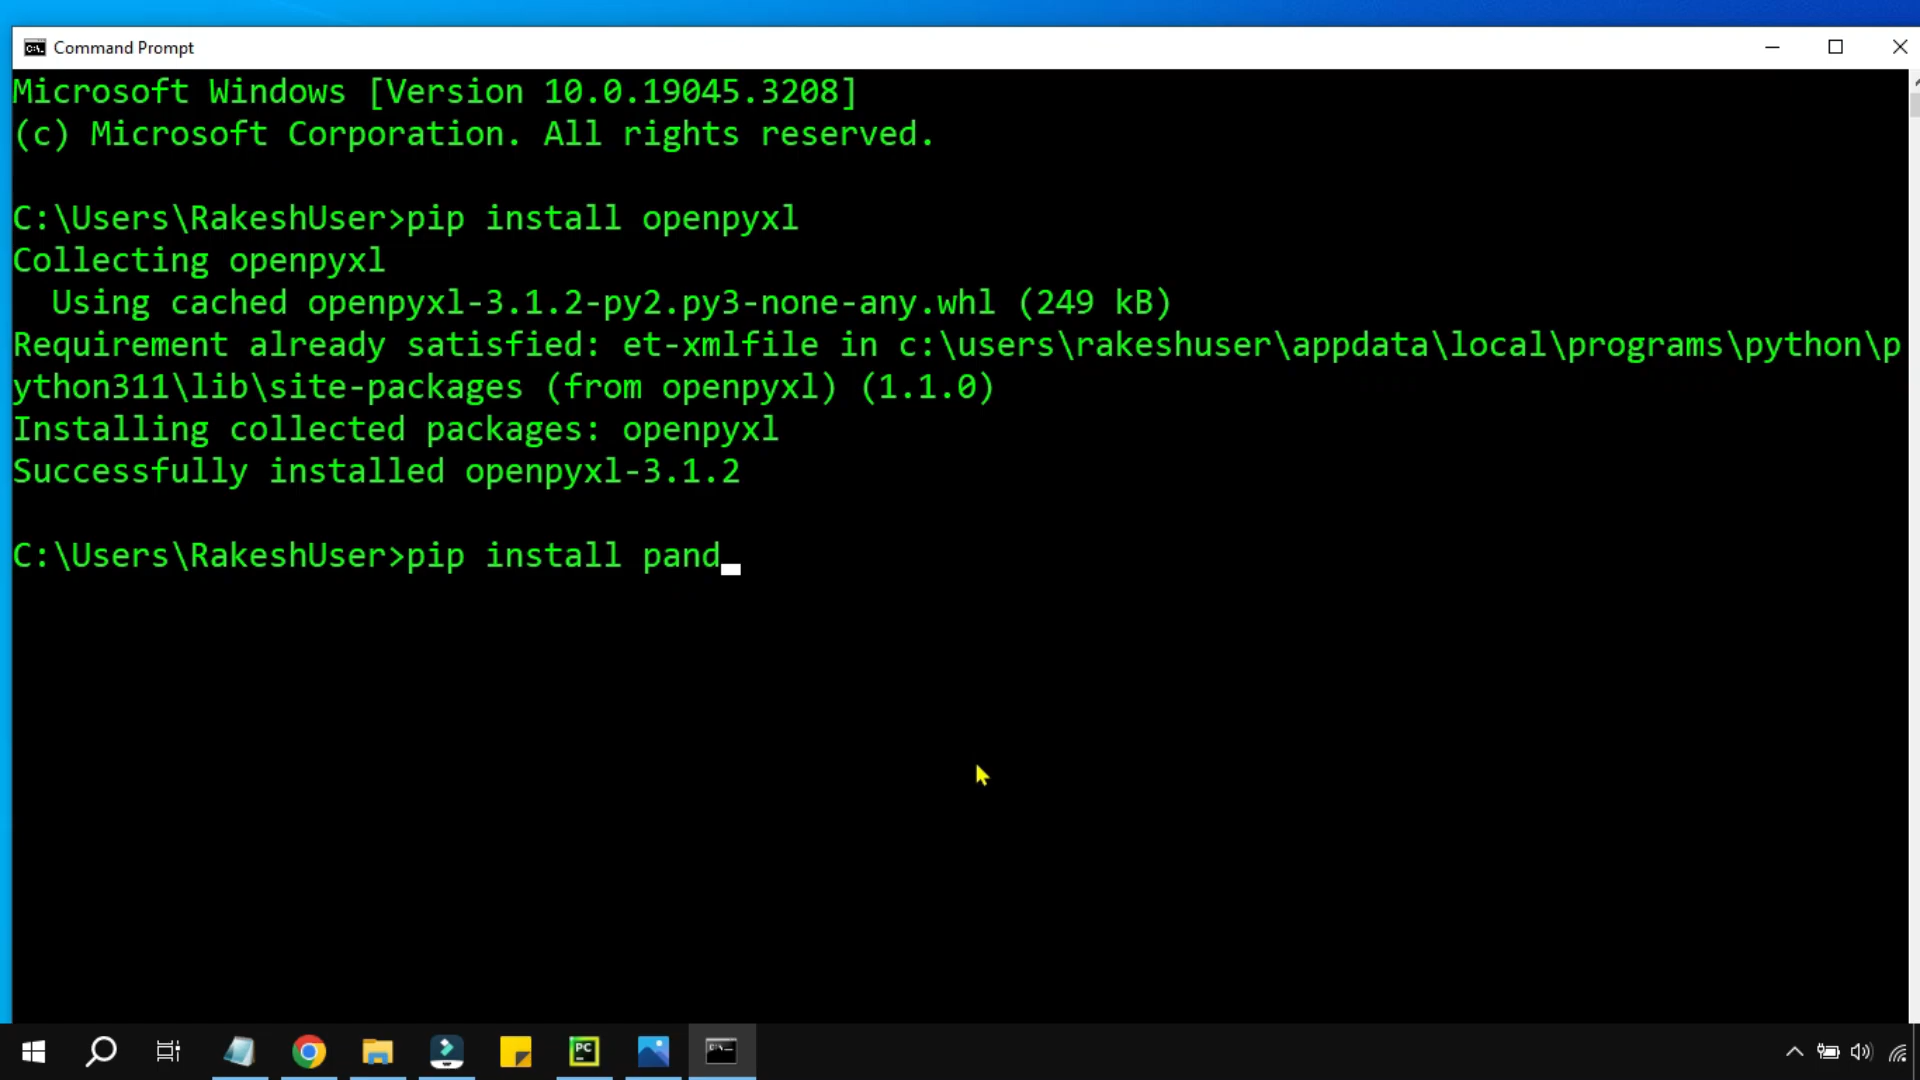 Command Prompt
Microsoft Windows [Version 10.0.19045.3208]
(c) Microsoft Corporation. All rights reserved.
C:\Users\RakeshUser>pip install openpyxl
Collecting openpyxl
  Using cached openpyxl-3.1.2-py2.py3-none-any.whl (249 kB)
Requirement already satisfied: et-xmlfile in c:\users\rakeshuser\appdata\local\programs\python\p
ython311\lib\site-packages (from openpyxl) (1.1.0)
Installing collected packages: openpyxl
Successfully installed openpyxl-3.1.2
C:\Users\RakeshUser>pip install pand
PC